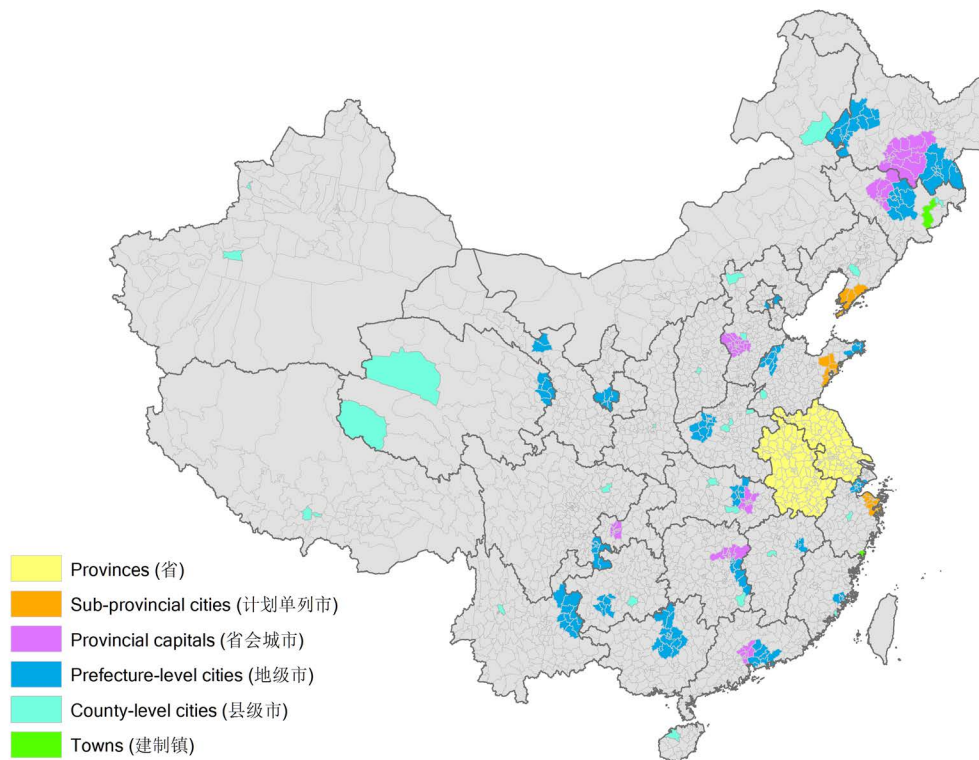 Provinces (省)
Sub-provincial cities (计划单列市)
Provincial capitals (省会城市)
Prefecture-level cities (地级市)
County-level cities (县级市)
Towns (建制镇)